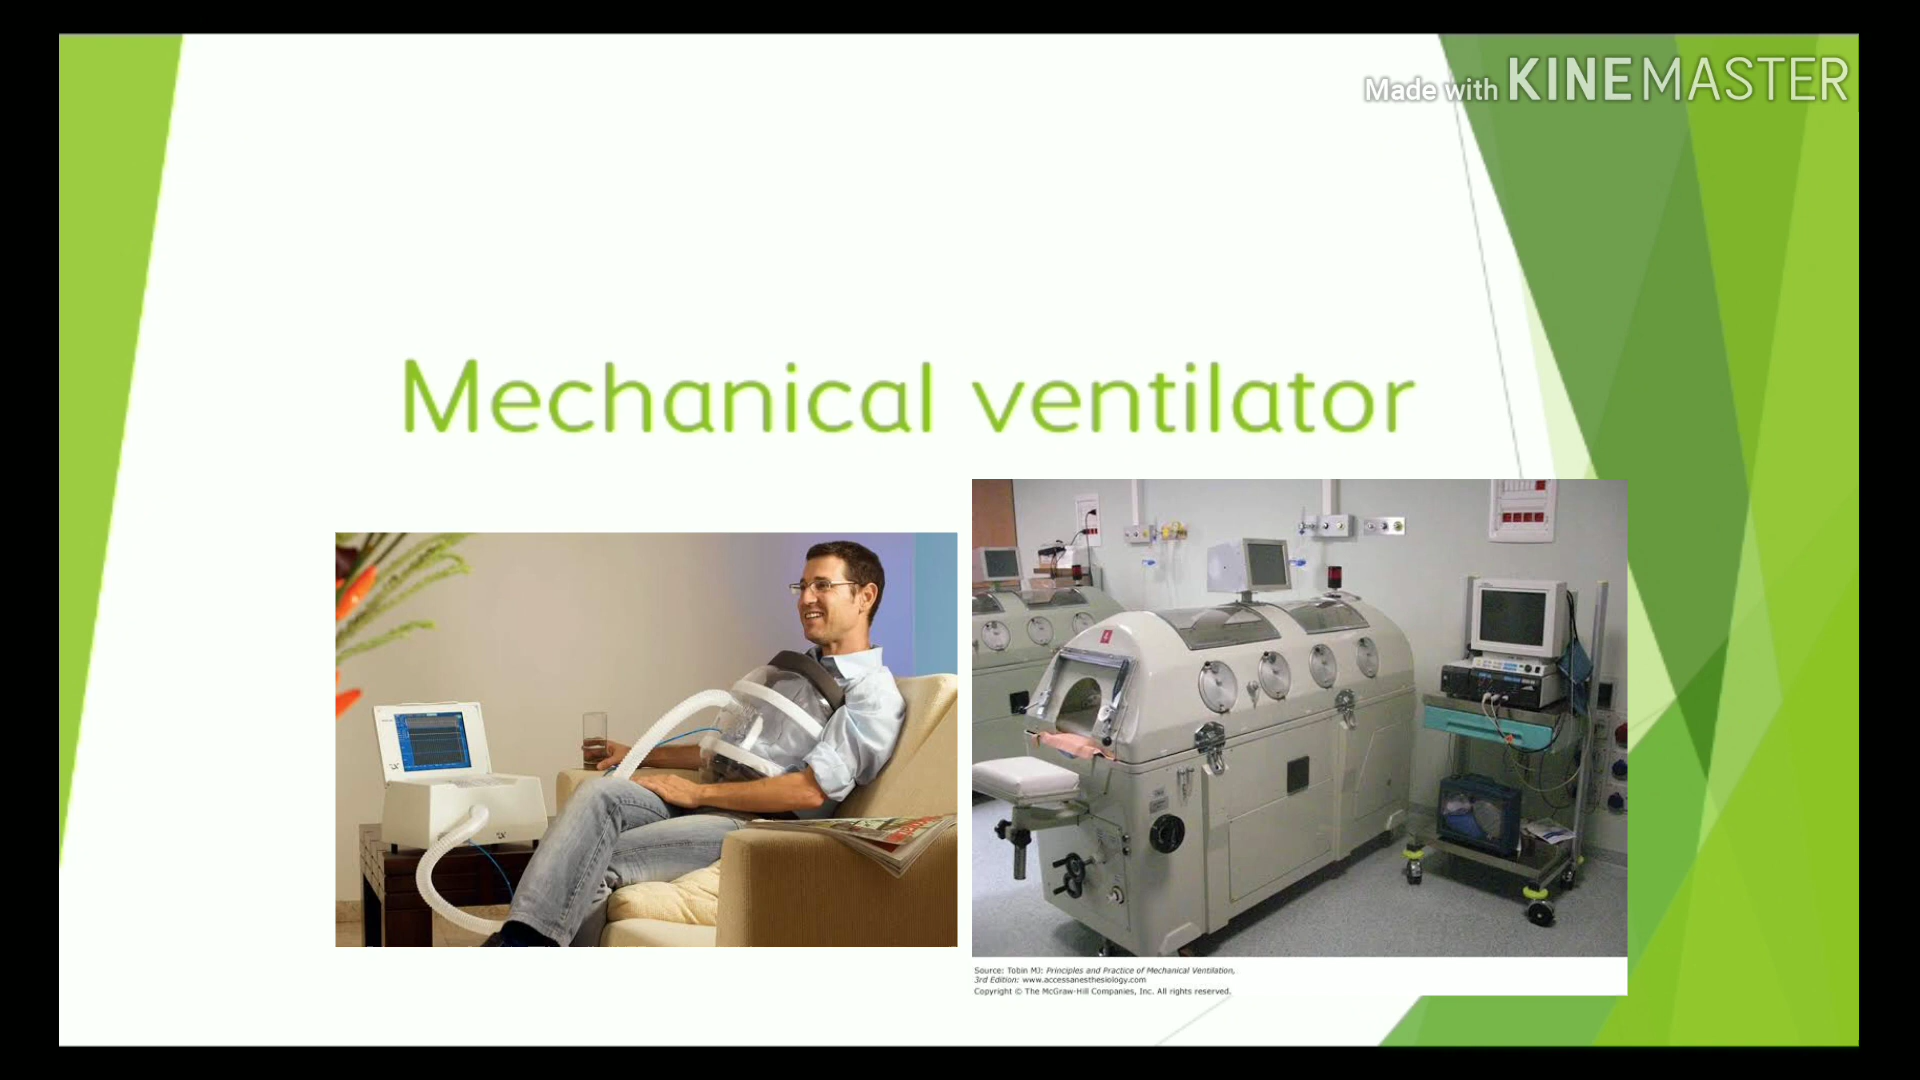 Made with KINEMASTER
Mechanical ventilator
Source: Tobin MJ: Principles and Practice of Mechanical Ventilation,
3rd Edition: www.accessanesthesiology.com
Copyright © The McGraw-Hill Companies, Inc. All rights reserved.